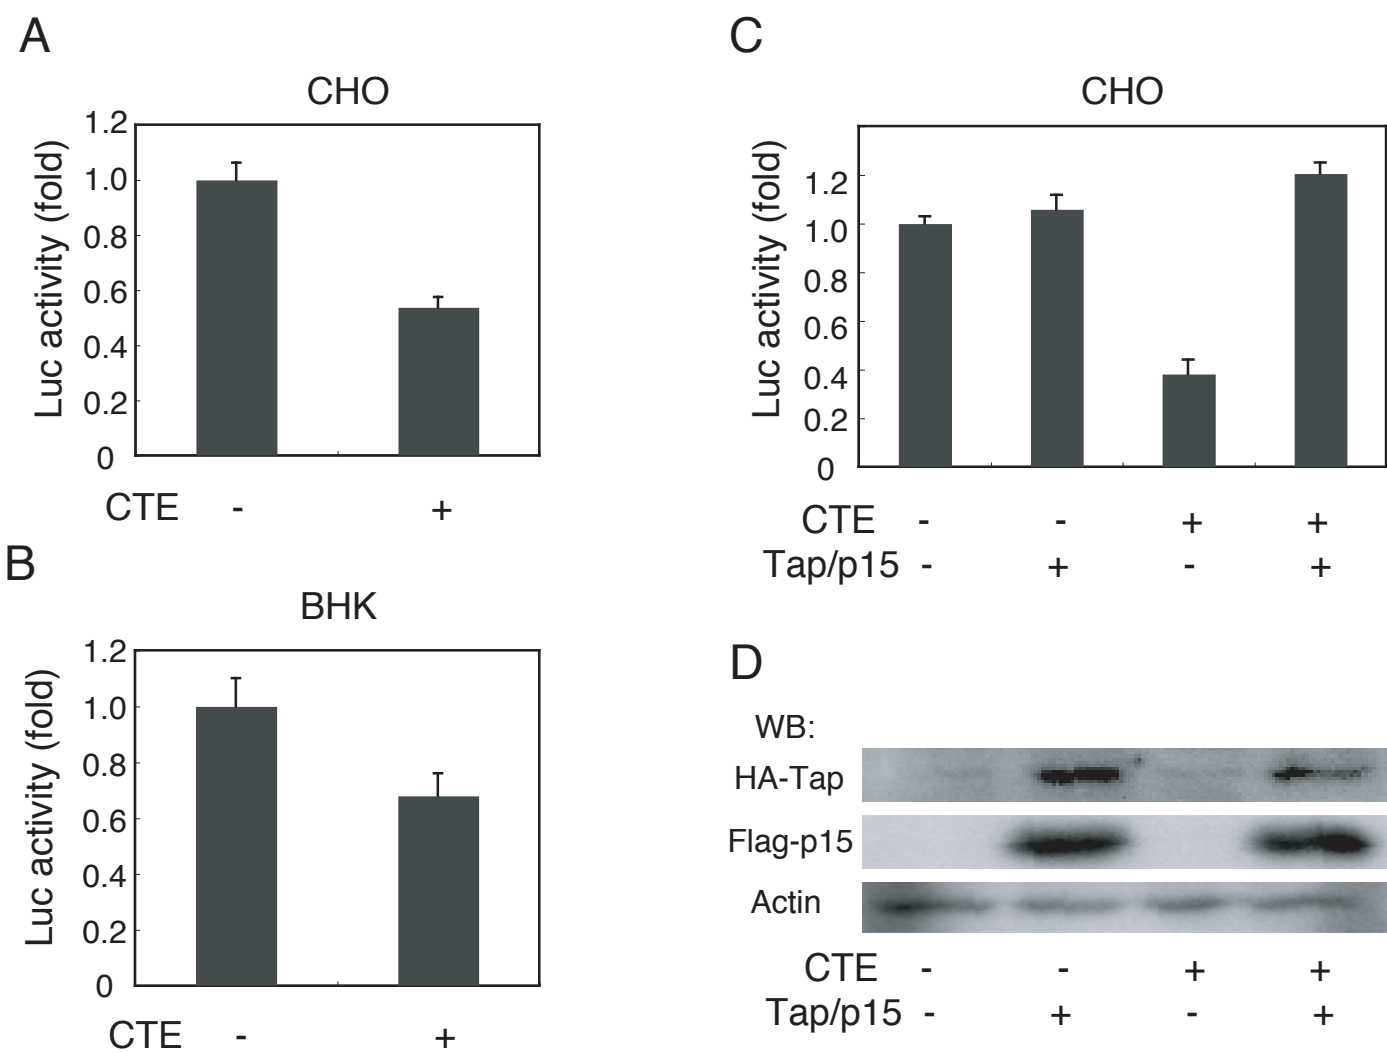 A
CHO
Luc activity (fold)
1.2
1.0
0.8
0.6
0.4
0.2
0
CTE - +
B
BHK
Luc activity (fold)
1.2
1.0
0.8
0.6
0.4
0.2
0
CTE - +
C
CHO
Luc activity (fold)
1.2
1.0
0.8
0.6
0.4
0.2
0
CTE - - + +
Tap/p15 - + - +
D
WB:
HA-Tap
Flag-p15
Actin
CTE - - + +
Tap/p15 - + - +